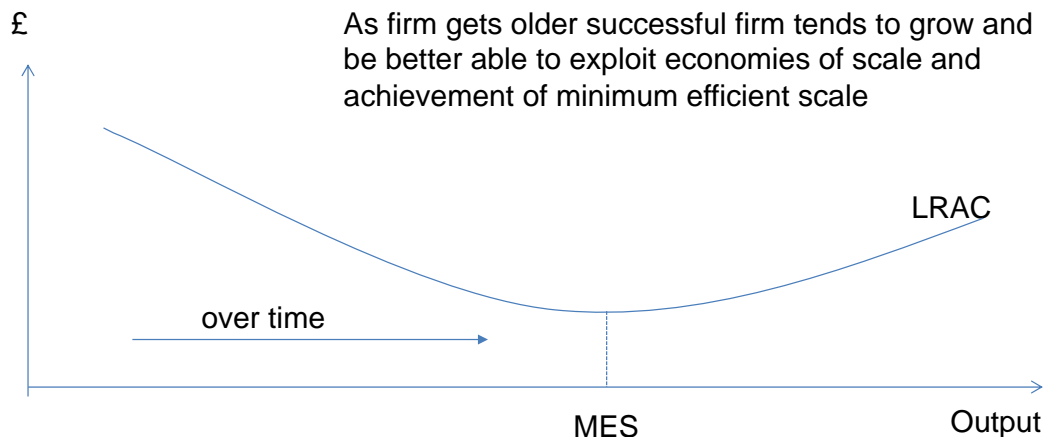 £
As firm gets older successful firm tends to grow and
be better able to exploit economies of scale and
achievement of minimum efficient scale
LRAC
over time
MES
Output